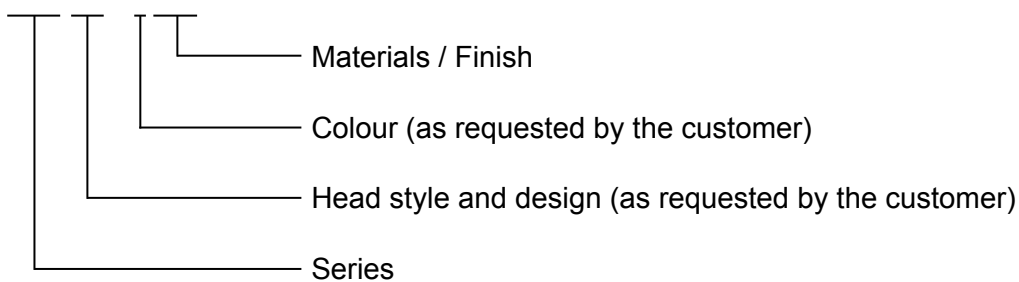 Materials / Finish
Colour (as requested by the customer)
Head style and design (as requested by the customer)
Series